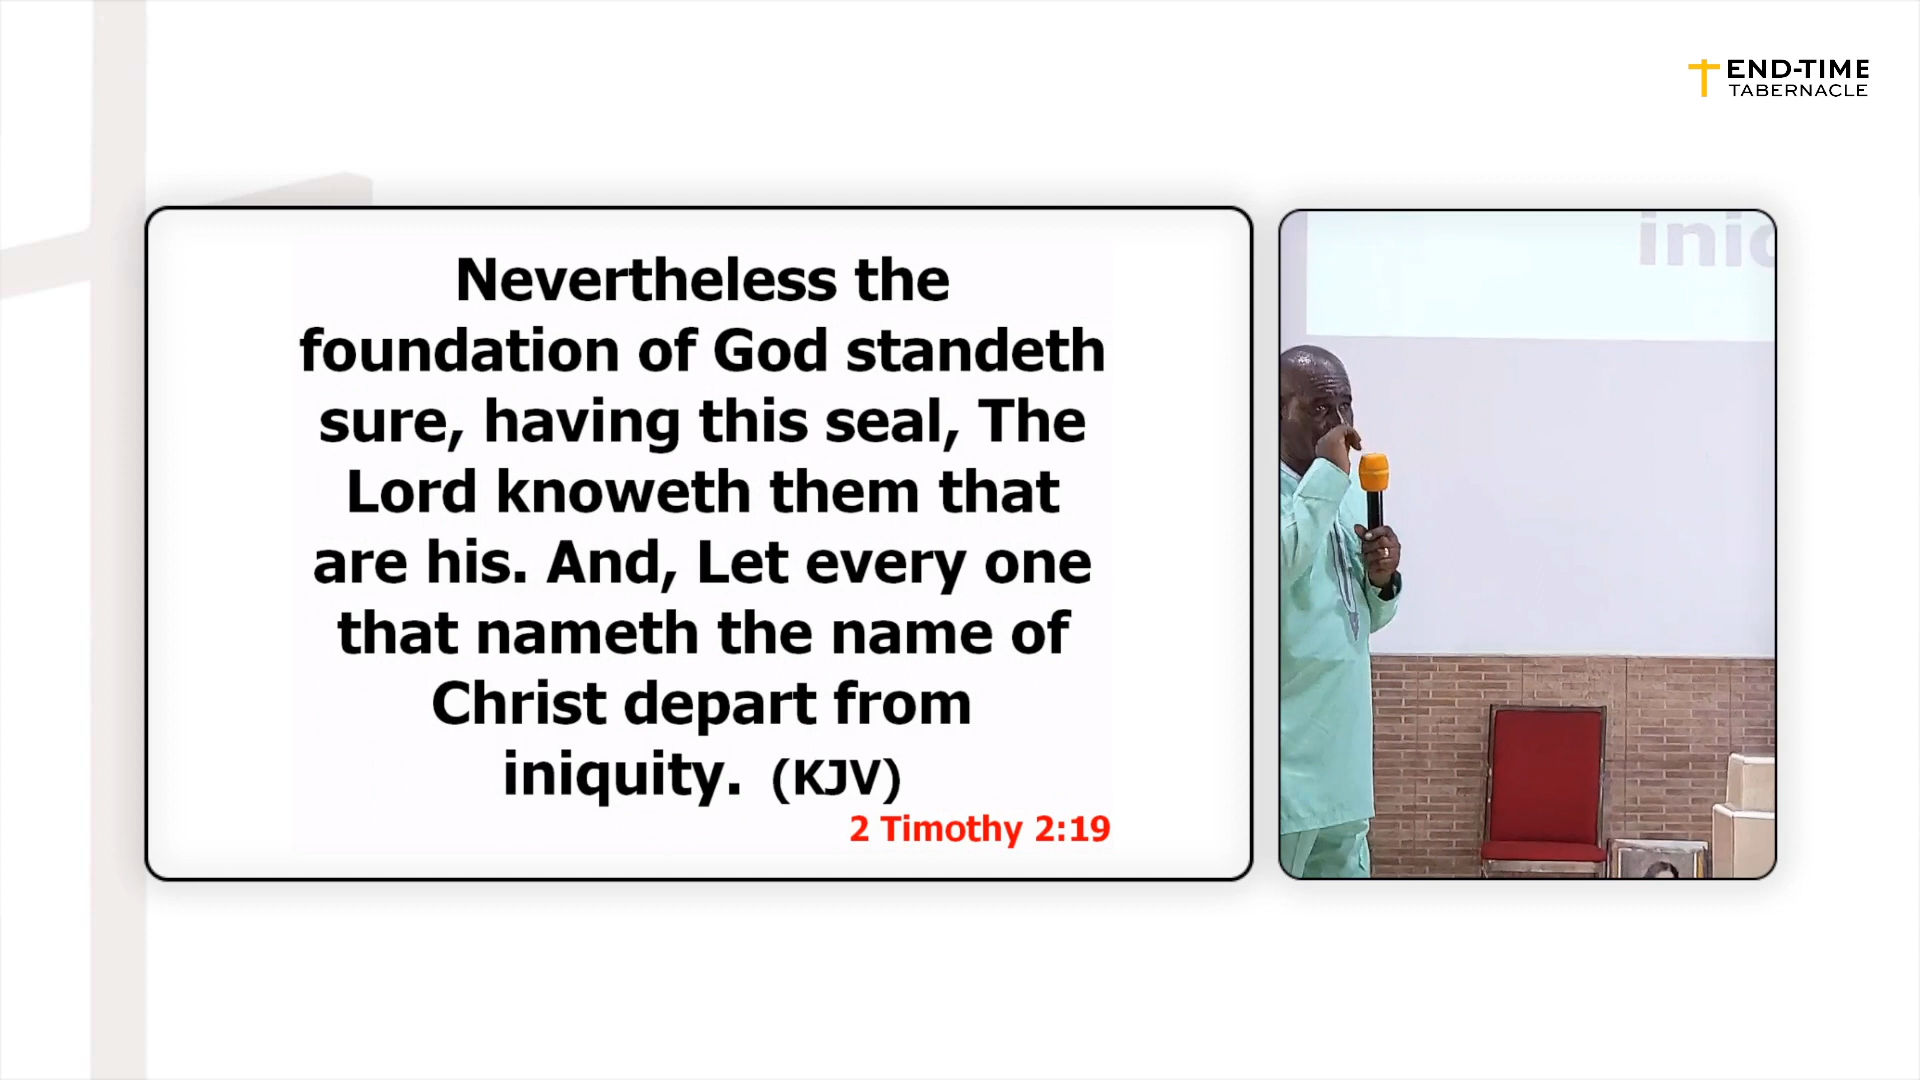 END-TIME
TABERNACLE
Nevertheless the
foundation of God standeth
sure, having this seal, The
Lord knoweth them that
are his. And, Let every one
that nameth the name of
Christ depart from
iniquity. (KJV)
2 Timothy 2:19